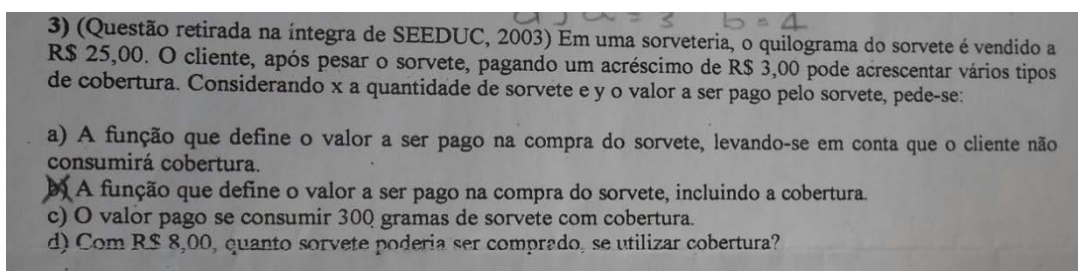 a = 3 b = 4
3) (Questão retirada na íntegra de SEEDUC, 2003) Em uma sorveteria, o quilograma do sorvete é vendido a
R$ 25,00. O cliente, após pesar o sorvete, pagando um acréscimo de R$ 3,00 pode acrescentar vários tipos
de cobertura. Considerando x a quantidade de sorvete e y o valor a ser pago pelo sorvete, pede-se:
a) A função que define o valor a ser pago na compra do sorvete, levando-se em conta que o cliente não
consumirá cobertura.
b) A função que define o valor a ser pago na compra do sorvete, incluindo a cobertura.
c) O valor pago se consumir 300 gramas de sorvete com cobertura.
d) Com R$ 8,00, quanto sorvete poderia ser comprado, se utilizar cobertura?